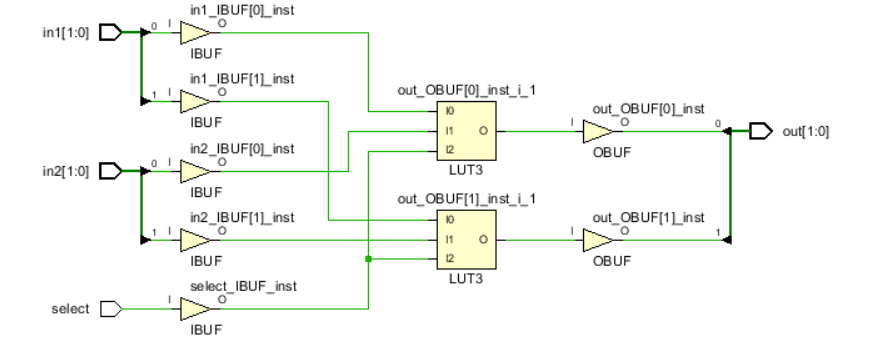 in1_IBUF[0]_inst
in1[1:0]
0
I
O
IBUF
in1_IBUF[1]_inst
1
I
O
IBUF
out_OBUF[0]_inst_i_1
I0
I1
O
I2
LUT3
out_OBUF[0]_inst
I
O
OBUF
0
out[1:0]
in2_IBUF[0]_inst
in2[1:0]
0
I
O
IBUF
in2_IBUF[1]_inst
1
I
O
IBUF
out_OBUF[1]_inst_i_1
I0
I1
O
I2
LUT3
out_OBUF[1]_inst
I
O
OBUF
1
select_IBUF_inst
select
I
O
IBUF